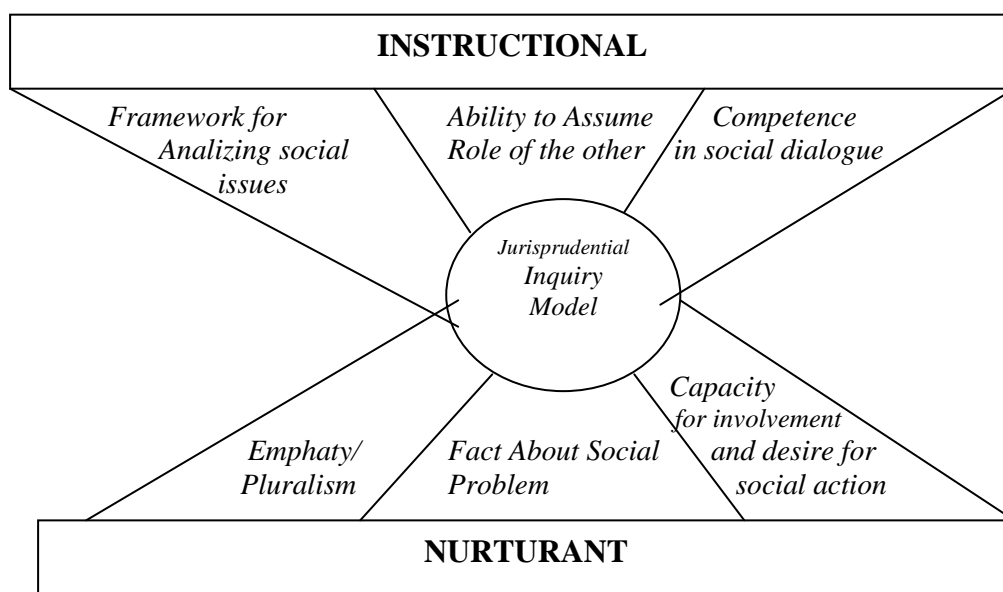 INSTRUCTIONAL
Framework for
Analizing social
issues
Ability to Assume
Role of the other
Competence
in social dialogue
Jurisprudential
Inquiry
Model
Emphaty/
Pluralism
Fact About Social
Problem
Capacity
for involvement
and desire for
social action
NURTURANT